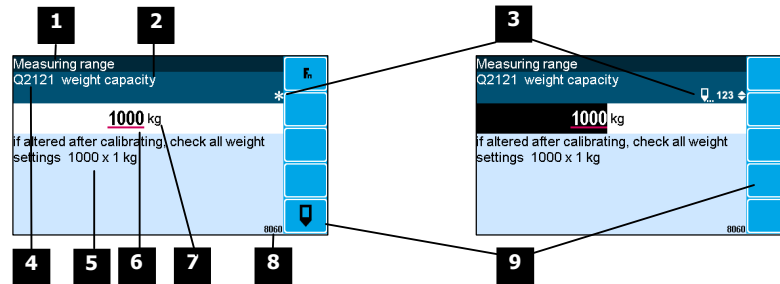 1
2
3
Measuring range
Q2121 weight capacity
Fn
*
1000 kg
if altered after calibrating, check all weight
settings 1000 x 1 kg
8060
Measuring range
Q2121 weight capacity
123
1000 kg
if altered after calibrating, check all weight
settings 1000 x 1 kg
8060
4
5
6
7
8
9